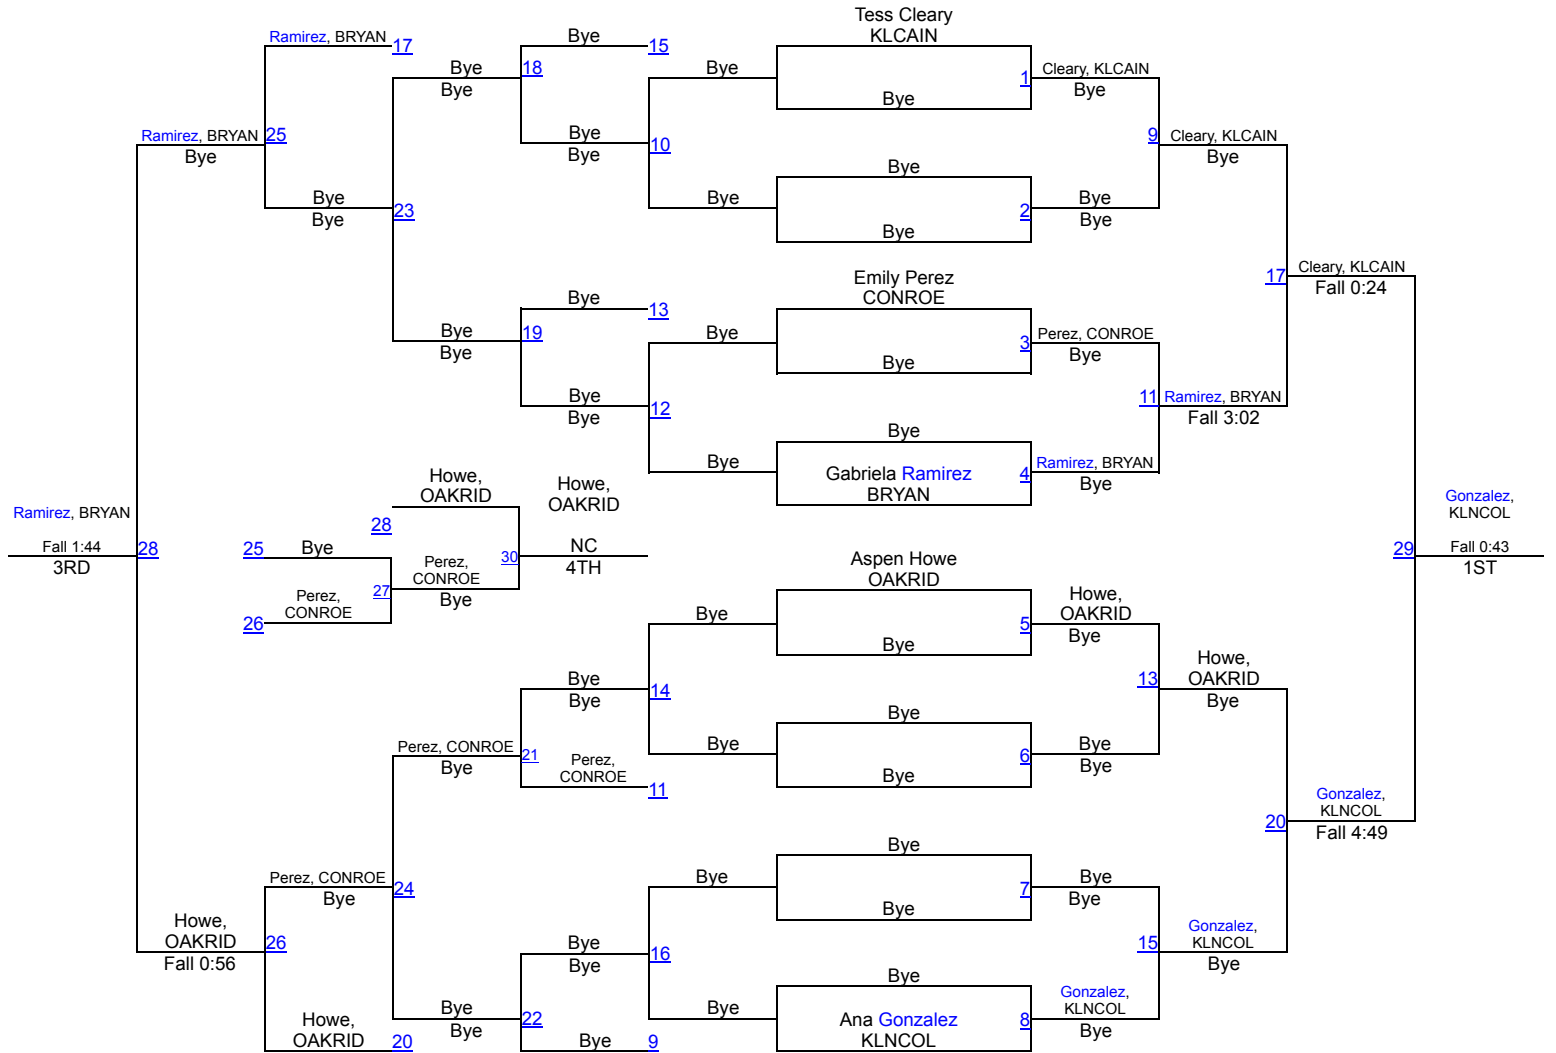 Tess Cleary
KLCAIN
Ramirez, BRYAN
17
Bye
15
Bye
Bye
18
Bye
1
Cleary, KLCAIN
Bye
Bye
Ramirez, BRYAN
Bye
25
Bye
Bye
10
9
Cleary, KLCAIN
Bye
Bye
Bye
Bye
23
Bye
2
Bye
Bye
Bye
Emily Perez
CONROE
17
Cleary, KLCAIN
Fall 0:24
Bye
13
Bye
Bye
19
Bye
3
Perez, CONROE
Bye
Bye
Bye
Bye
12
11
Ramirez, BRYAN
Fall 3:02
Bye
Bye
Gabriela Ramirez
BRYAN
4
Ramirez, BRYAN
Bye
Howe,
OAKRID
28
Howe,
OAKRID
Ramirez, BRYAN
Fall 1:44
3RD
28
25
Bye
Perez,
CONROE
Bye
30
NC
4TH
27
Perez,
CONROE
26
Gonzalez,
KLNCOL
29
Fall 0:43
1ST
Aspen Howe
OAKRID
Bye
5
Howe,
OAKRID
Bye
Bye
Bye
Bye
14
13
Howe,
OAKRID
Bye
Perez, CONROE
Bye
21
Bye
Bye
6
Bye
Bye
Bye
Perez,
CONROE
11
20
Gonzalez,
KLNCOL
Fall 4:49
Perez, CONROE
Bye
24
Bye
Bye
7
Bye
Bye
Bye
Howe,
OAKRID
Fall 0:56
26
Bye
Bye
16
15
Gonzalez,
KLNCOL
Bye
Bye
Bye
22
Bye
Bye
Ana Gonzalez
KLNCOL
8
Gonzalez,
KLNCOL
Bye
Howe,
OAKRID
20
Bye
9